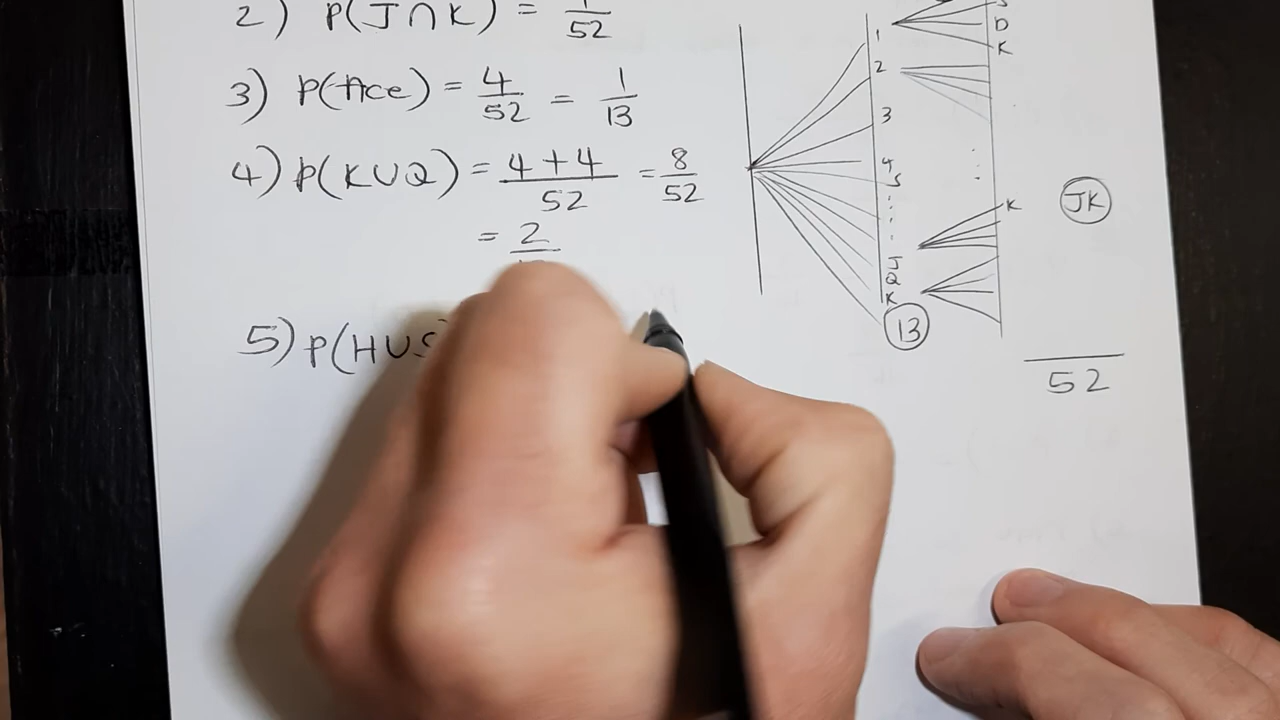 2) P(J∩K) = 1/52
3) P(Ace) = 4/52 = 1/13
4) P(K∪Q) = 4+4/52 = 8/52
= 2
5) P(H∪S
1
2
3
4
5
J
Q
K
13
D
K
K
JK
52